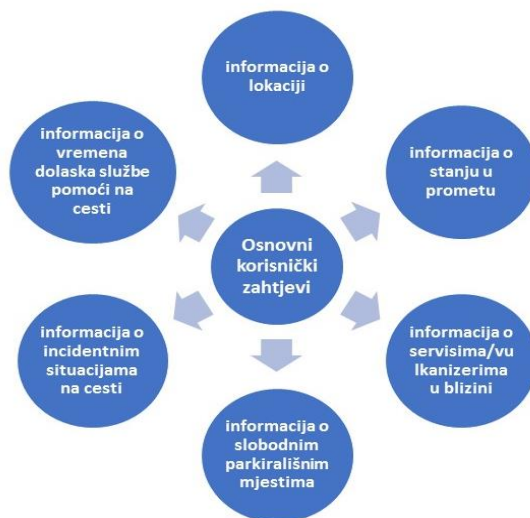 informacija o
lokaciji
informacija o
stanju u
prometu
informacija o
servisima/vu
lkanizerima
u blizini
informacija o
slobodnim
parkirališnim
mjestima
informacija o
incidentnim
situacijama
na cesti
informacija o
vremena
dolaska službe
pomoći na
cesti
Osnovni
korisnički
zahtjevi